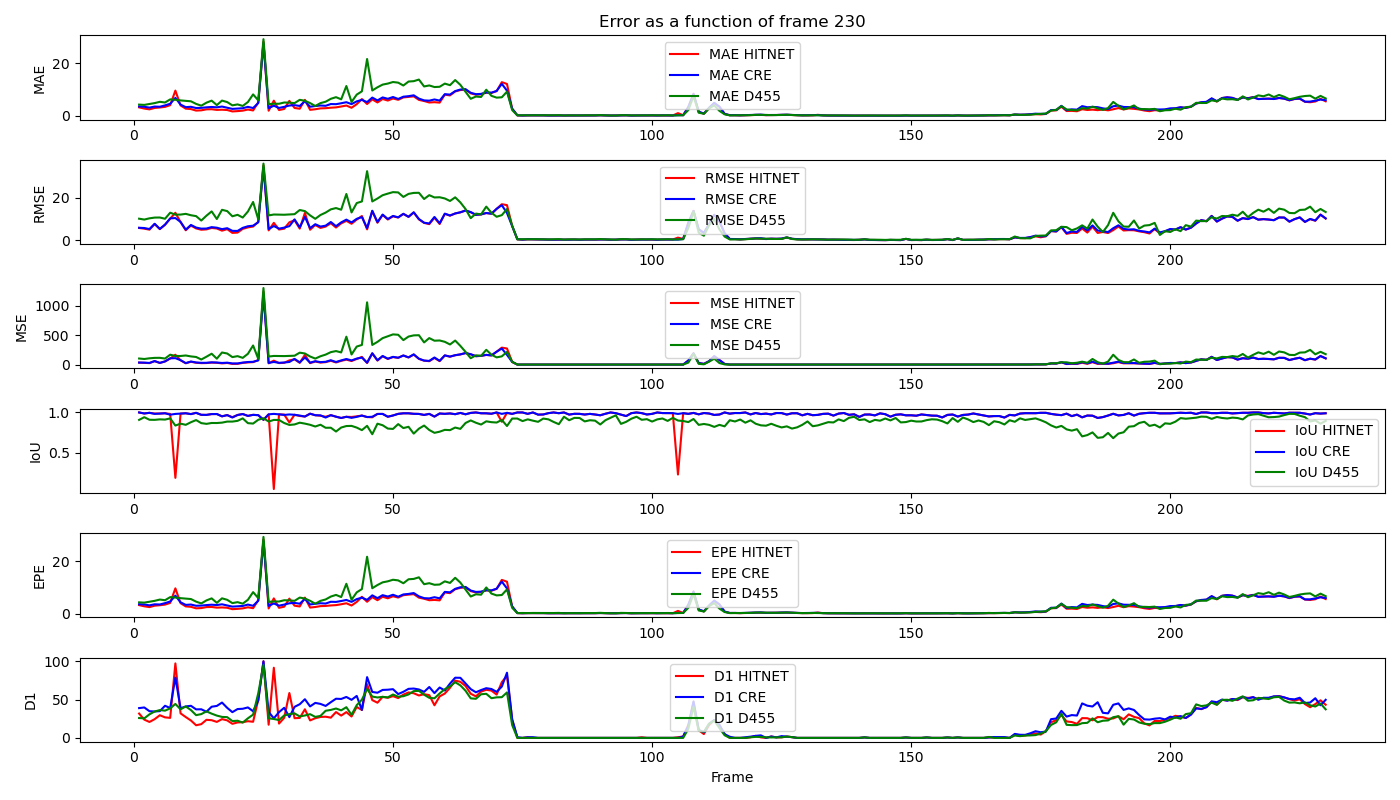 Error as a function of frame 230
MAE
20
0
MAE HITNET
MAE CRE
MAE D455
0 50 100 150 200
RMSE
20
0
RMSE HITNET
RMSE CRE
RMSE D455
0 50 100 150 200
MSE
1000
500
0
MSE HITNET
MSE CRE
MSE D455
0 50 100 150 200
IoU
1.0
0.5
IoU HITNET
IoU CRE
IoU D455
0 50 100 150 200
EPE
20
0
EPE HITNET
EPE CRE
EPE D455
0 50 100 150 200
D1
100
50
0
D1 HITNET
D1 CRE
D1 D455
0 50 100 150 200
Frame